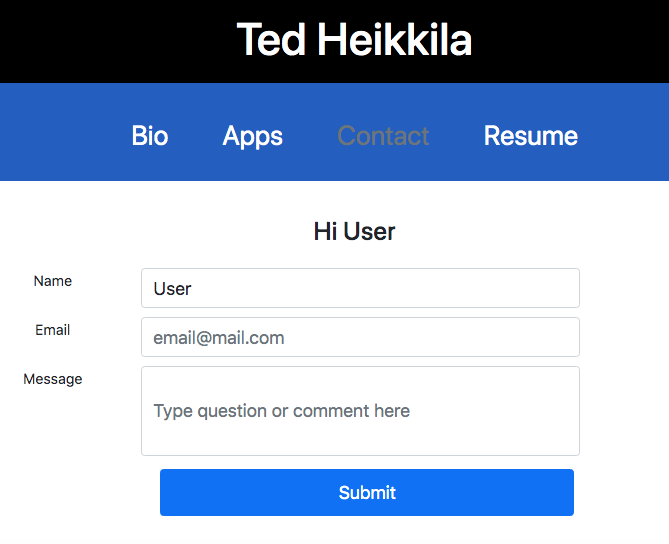 Ted Heikkila
Bio Apps Contact Resume
Hi User
Name User
Email email@mail.com
Message Type question or comment here
Submit